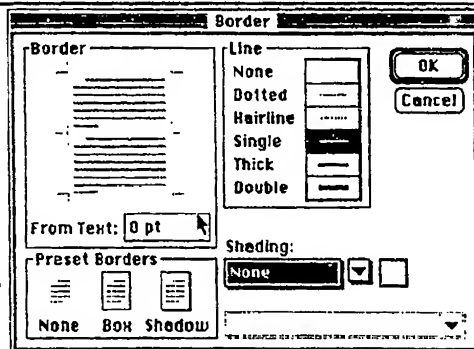 Border
Border
From Text: 0 pt
Preset Borders
None Box Shadow
Line
None
Dotted
Hairline
Single
Thick
Double
Shading:
None
OK
Cancel